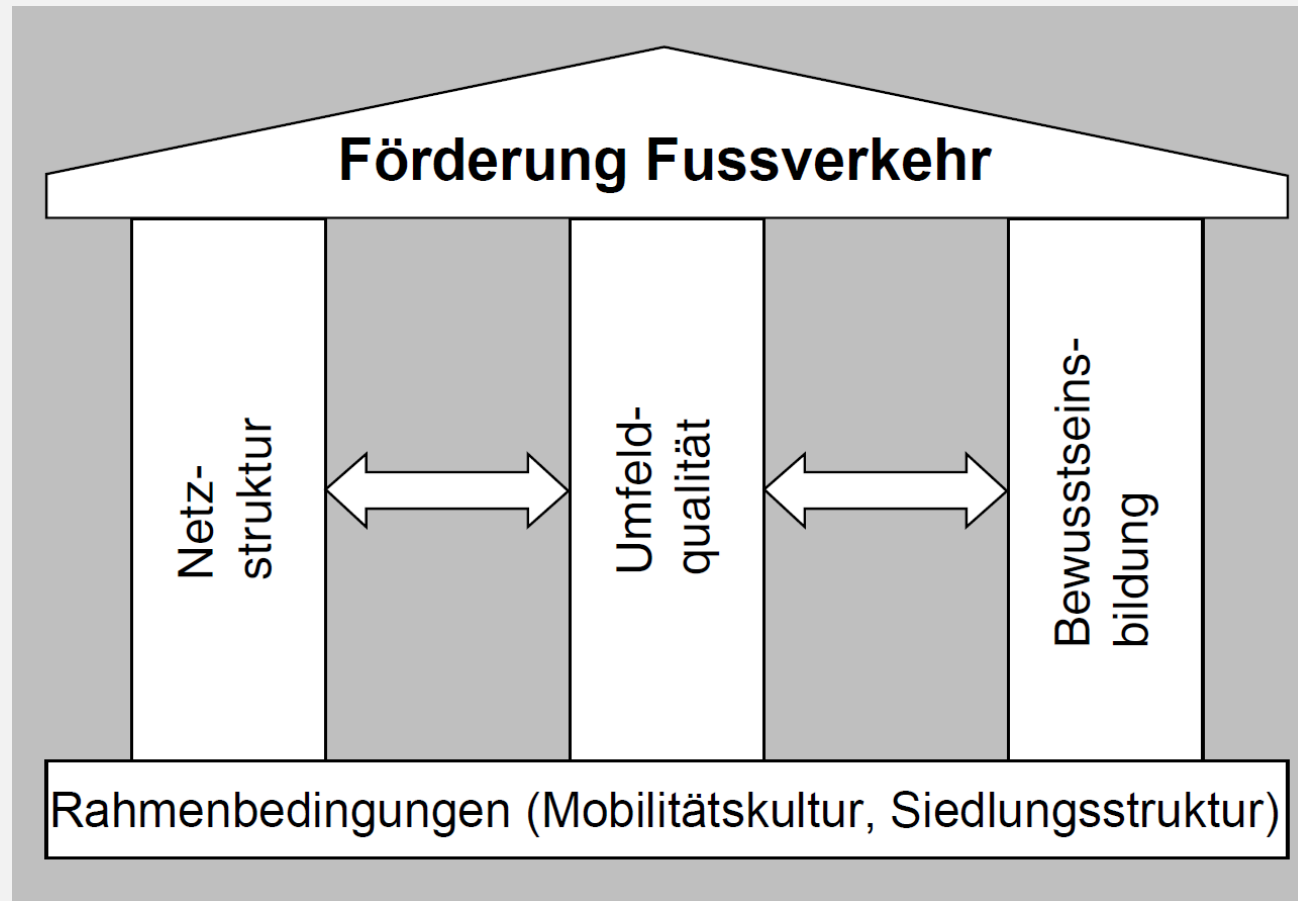 Förderung Fussverkehr
Netz-
struktur
Umfeld-
qualität
Bewusstseins-
bildung
Rahmenbedingungen (Mobilitätskultur, Siedlungsstruktur)